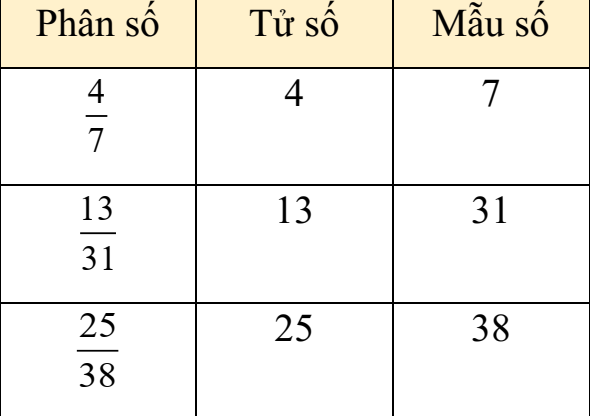 Phân số Tử số Mẫu số
4/7 4 7
13/31 13 31
25/38 25 38